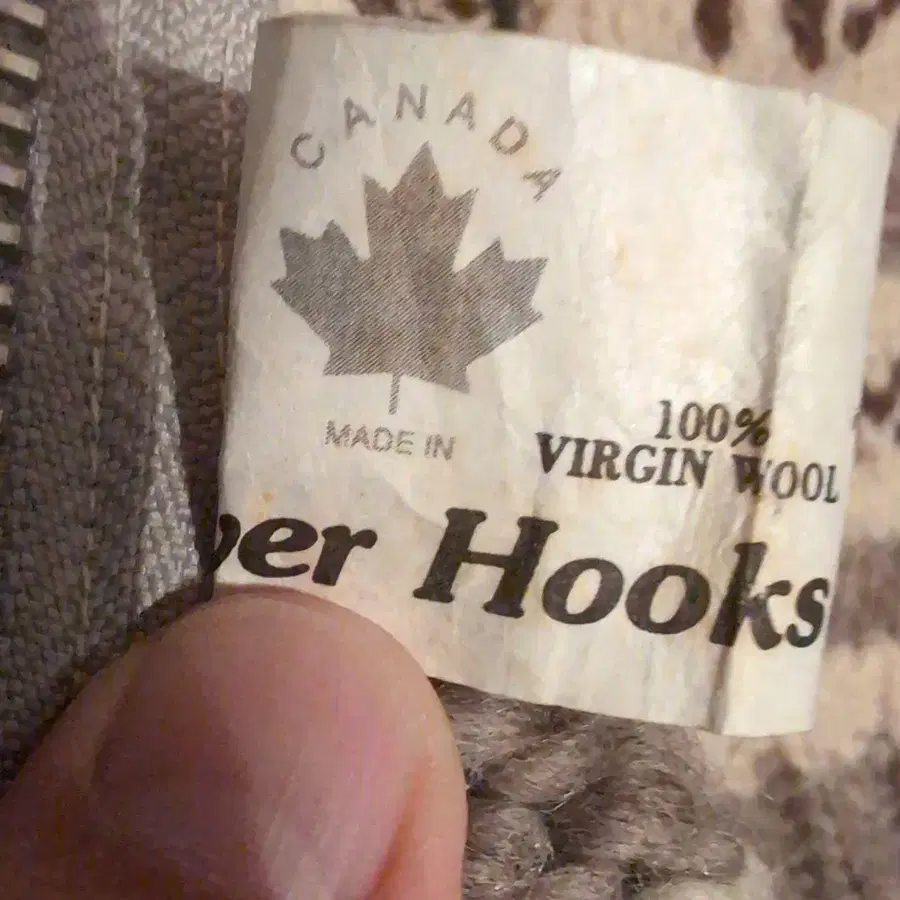 CANADA
MADE IN
100%
VIRGIN WOOL
ver Hooks